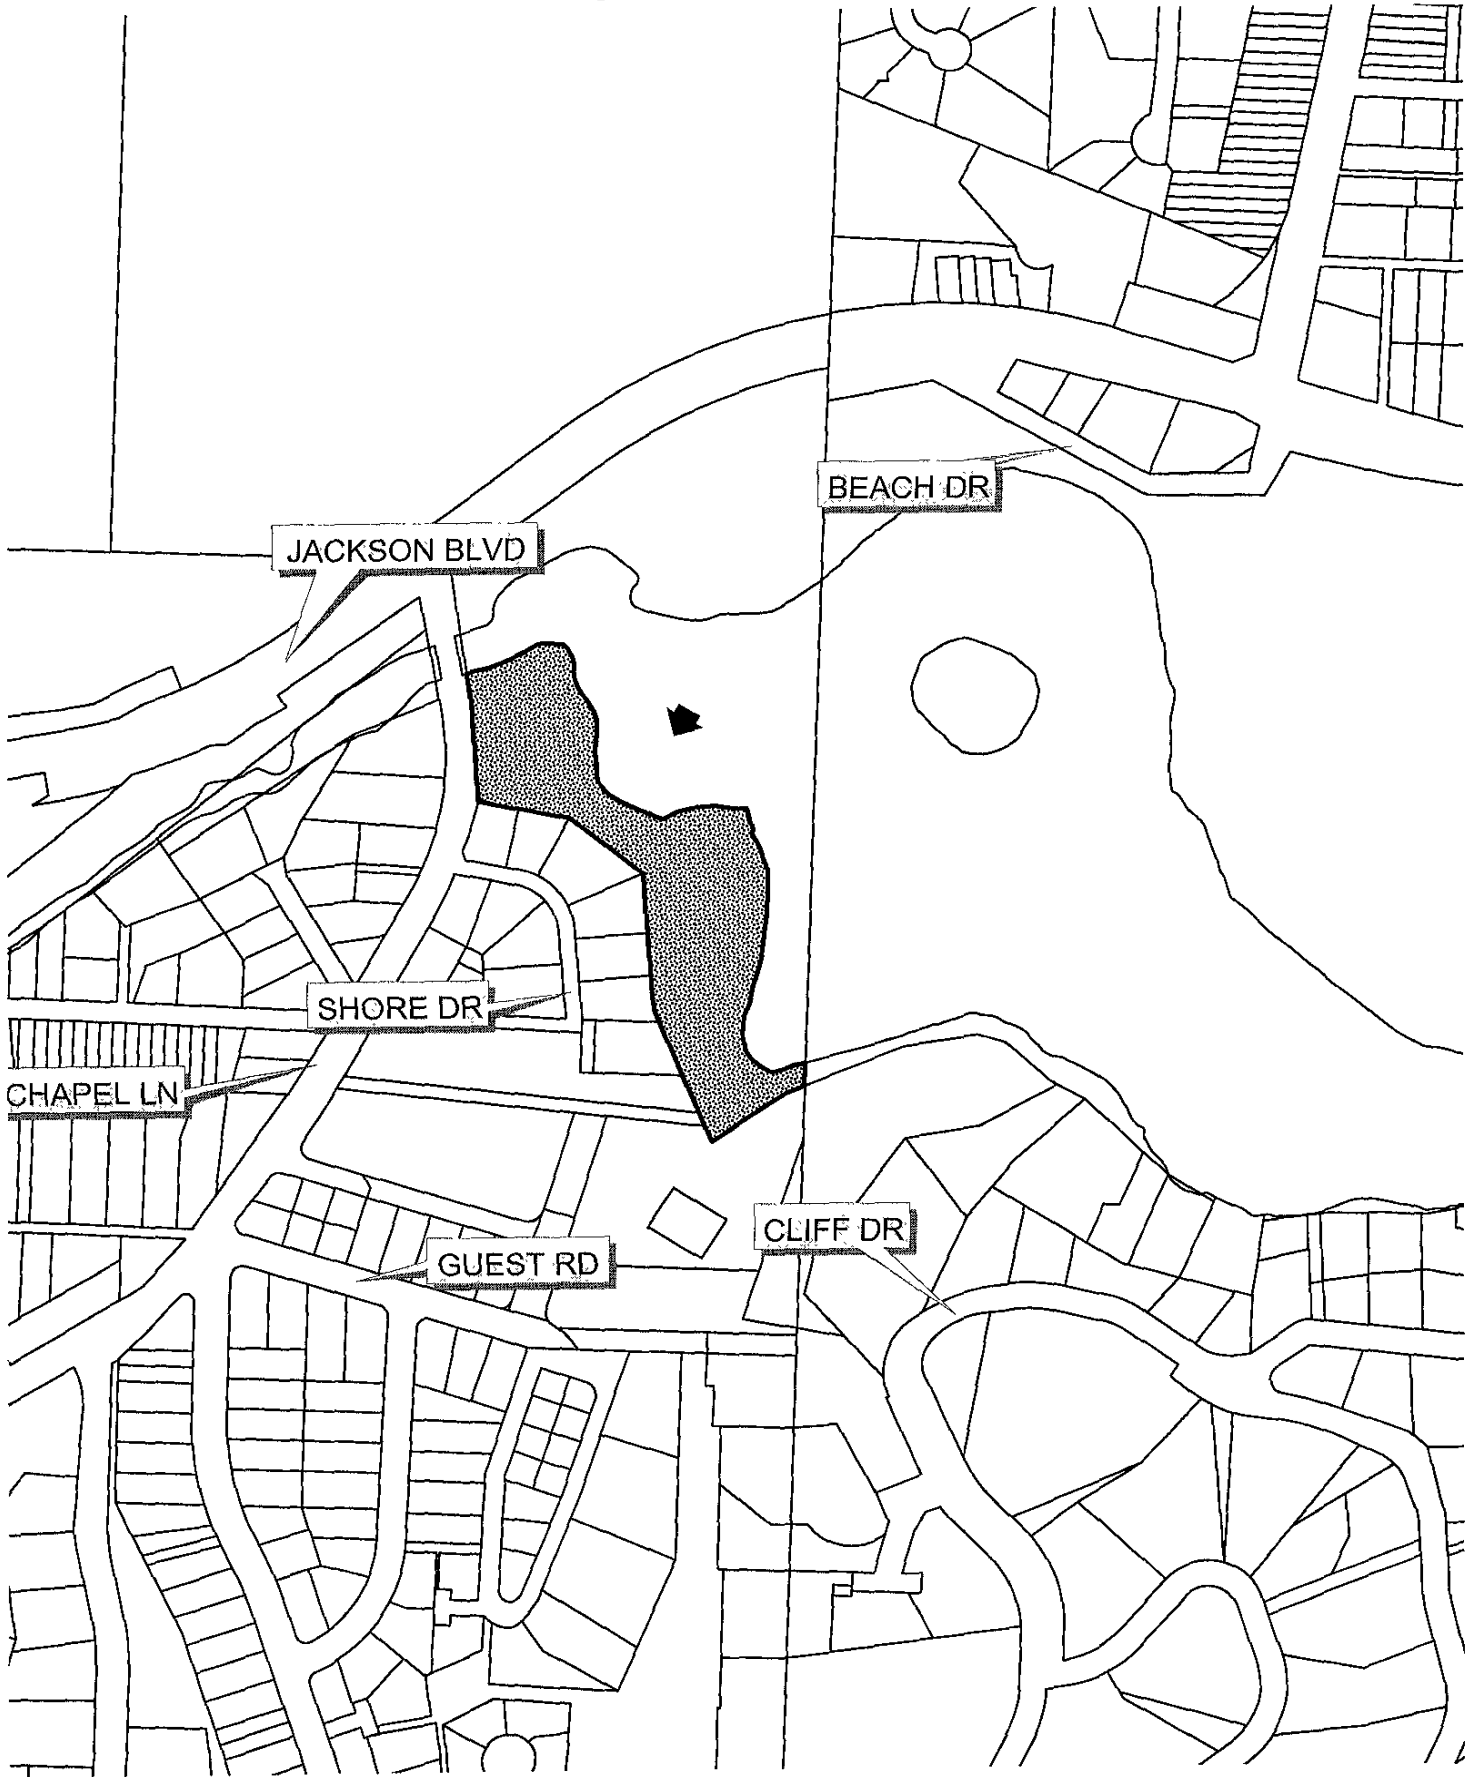 BEACH DR
JACKSON BLVD
SHORE DR
CHAPEL LN
CLIFF DR
GUEST RD